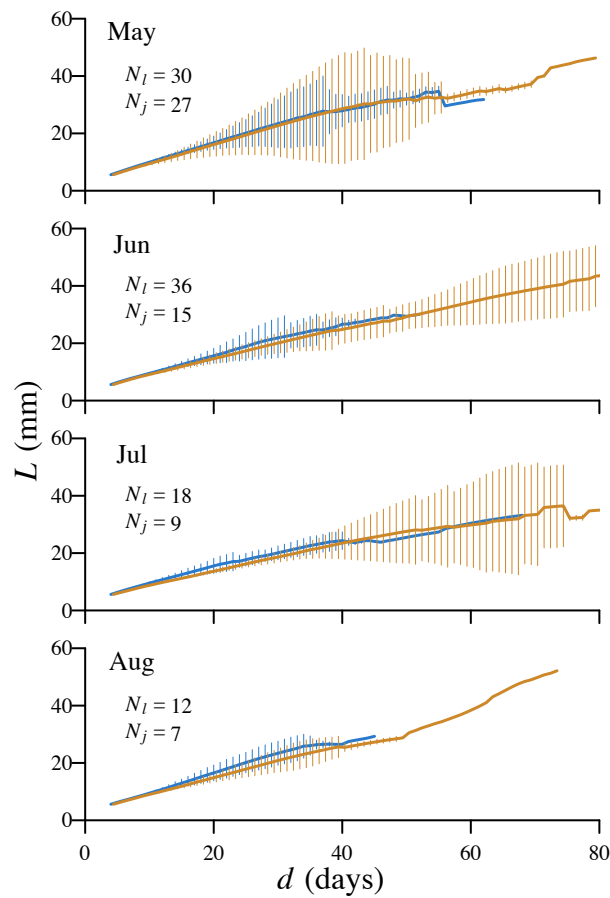 60
May
N_l = 30
40
N_j = 27
20
0
60
Jun
N_l = 36
40
N_j = 15
20
0
L (mm)
60
Jul
N_l = 18
40
N_j = 9
20
0
60
Aug
N_l = 12
40
N_j = 7
20
0
0 20 40 60 80
d (days)